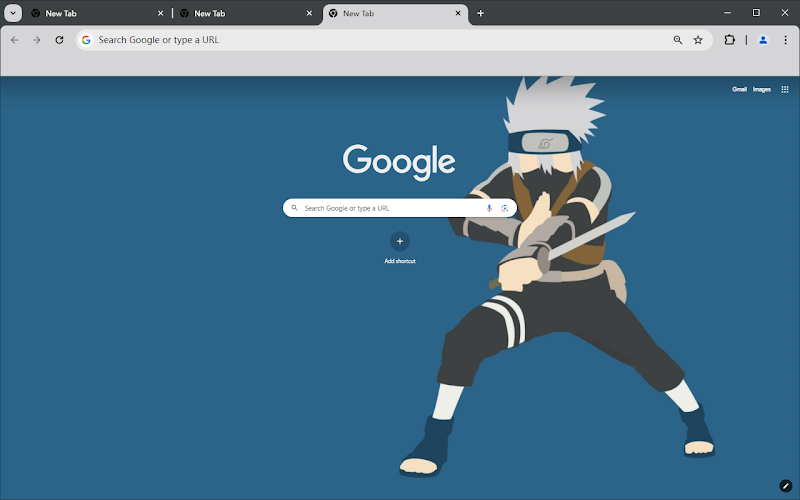 New Tab
New Tab
New Tab
Search Google or type a URL
Gmail Images
Google
Search Google or type a URL
Add shortcut